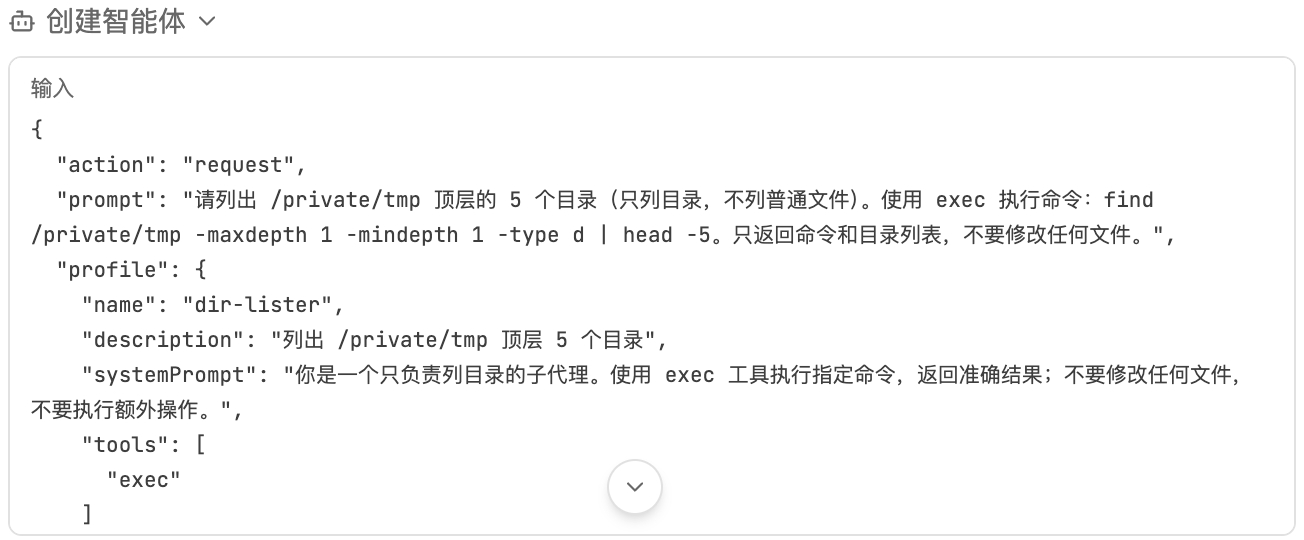 创建智能体
输入
{
  "action": "request",
  "prompt": "请列出 /private/tmp 顶层的 5 个目录（只列目录，不列普通文件）。使用 exec 执行命令：find
/private/tmp -maxdepth 1 -mindepth 1 -type d | head -5。只返回命令和目录列表，不要修改任何文件。",
  "profile": {
    "name": "dir-lister",
    "description": "列出 /private/tmp 顶层 5 个目录",
    "systemPrompt": "你是一个只负责列目录的子代理。使用 exec 工具执行指定命令，返回准确结果；不要修改任何文件，
不要执行额外操作。",
    "tools": [
      "exec"
    ]